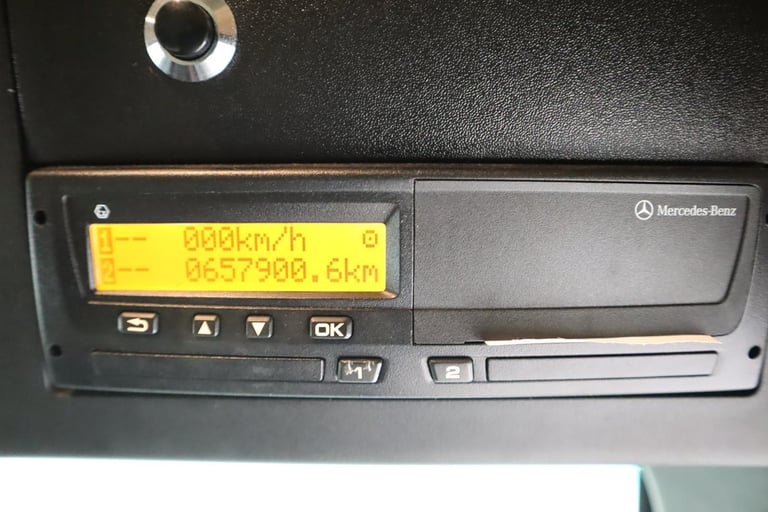 Mercedes-Benz
1-- 000km/h
2-- 0657900.6km
OK
1
2